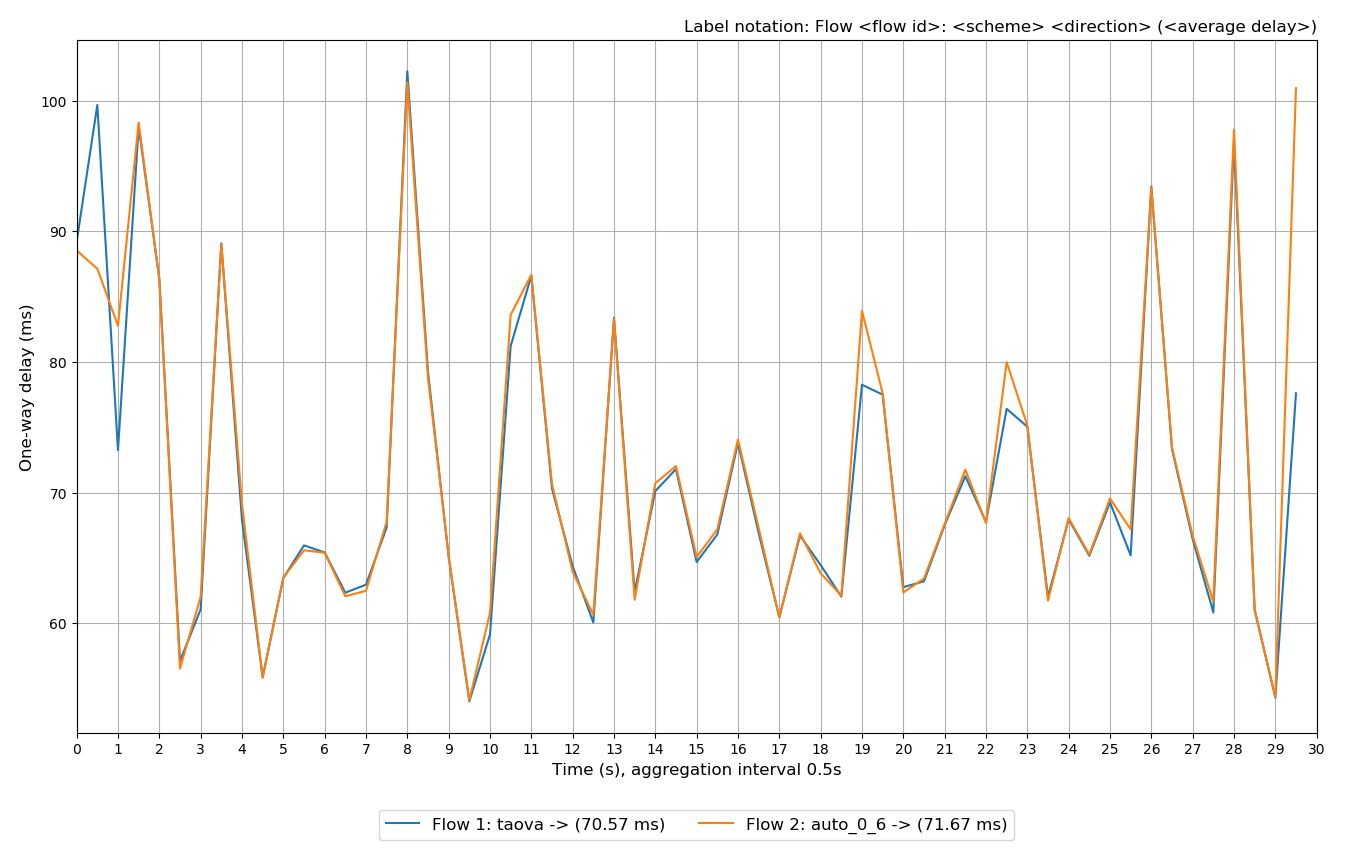 Label notation: Flow <flow id>: <scheme> <direction> (<average delay>)
100
90
80
70
60
One-way delay (ms)
0 1 2 3 4 5 6 7 8 9 10 11 12 13 14 15 16 17 18 19 20 21 22 23 24 25 26 27 28 29 30
Time (s), aggregation interval 0.5s
Flow 1: taova -> (70.57 ms) Flow 2: auto_0_6 -> (71.67 ms)